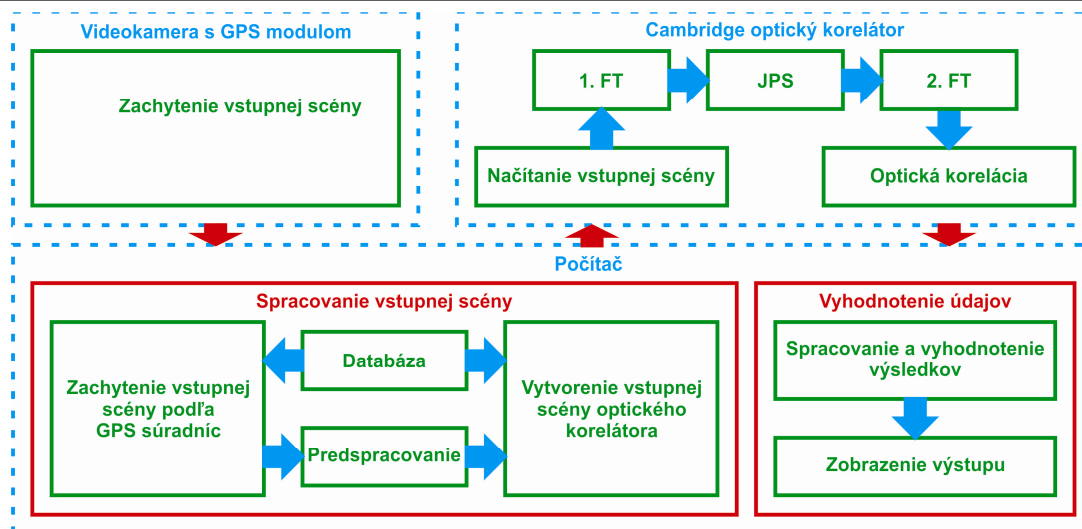 Videokamera s GPS modulom
Zachytenie vstupnej scény
Cambridge optický korelátor
1. FT
JPS
2. FT
Načítanie vstupnej scény
Optická korelácia
Počítač
Spracovanie vstupnej scény
Zachytenie vstupnej
scény podľa
GPS súradníc
Databáza
Predspracovanie
Vytvorenie vstupnej
scény optického
korelátora
Vyhodnotenie údajov
Spracovanie a vyhodnotenie
výsledkov
Zobrazenie výstupu